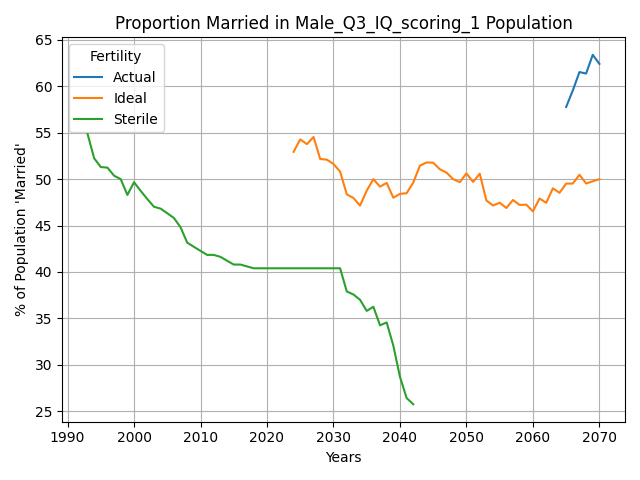 Proportion Married in Male_Q3_IQ_scoring_1 Population
65
60
55
50
45
40
35
30
25
% of Population 'Married'
Fertility
Actual
Ideal
Sterile
1990 2000 2010 2020 2030 2040 2050 2060 2070
Years